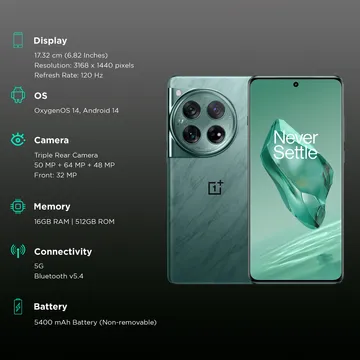 Display
17.32 cm (6.82 Inches)
Resolution: 3168 x 1440 pixels
Refresh Rate: 120 Hz
OS
OxygenOS 14, Android 14
Camera
Triple Rear Camera
50 MP + 64 MP + 48 MP
Front: 32 MP
Memory
16GB RAM | 512GB ROM
Connectivity
5G
Bluetooth v5.4
Battery
5400 mAh Battery (Non-removable)
Never
Settle